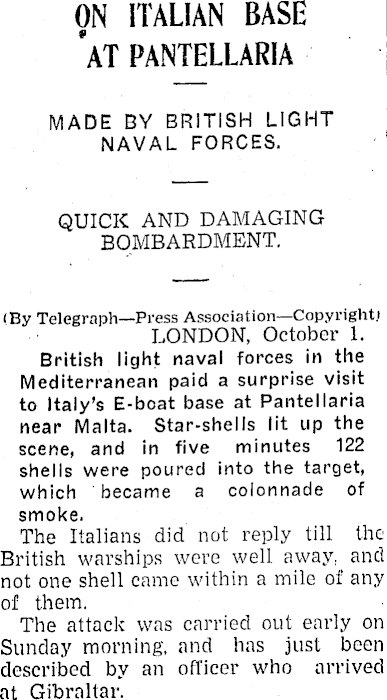 ON ITALIAN BASE
AT PANTELLARIA
MADE BY BRITISH LIGHT
NAVAL FORCES.
QUICK AND DAMAGING
BOMBARDMENT.
(By Telegraph—Press Association—Copyright)
LONDON, October 1.
British light naval forces in the
Mediterranean paid a surprise visit
to Italy's E-boat base at Pantellaria
near Malta. Star-shells lit up the
scene, and in five minutes 122
shells were poured into the target,
which became a colonnade of
smoke.
The Italians did not reply till the
British warships were well away, and
not one shell came within a mile of any
of them.
The attack was carried out early on
Sunday morning, and has just been
described by an officer who arrived
at Gibraltar.